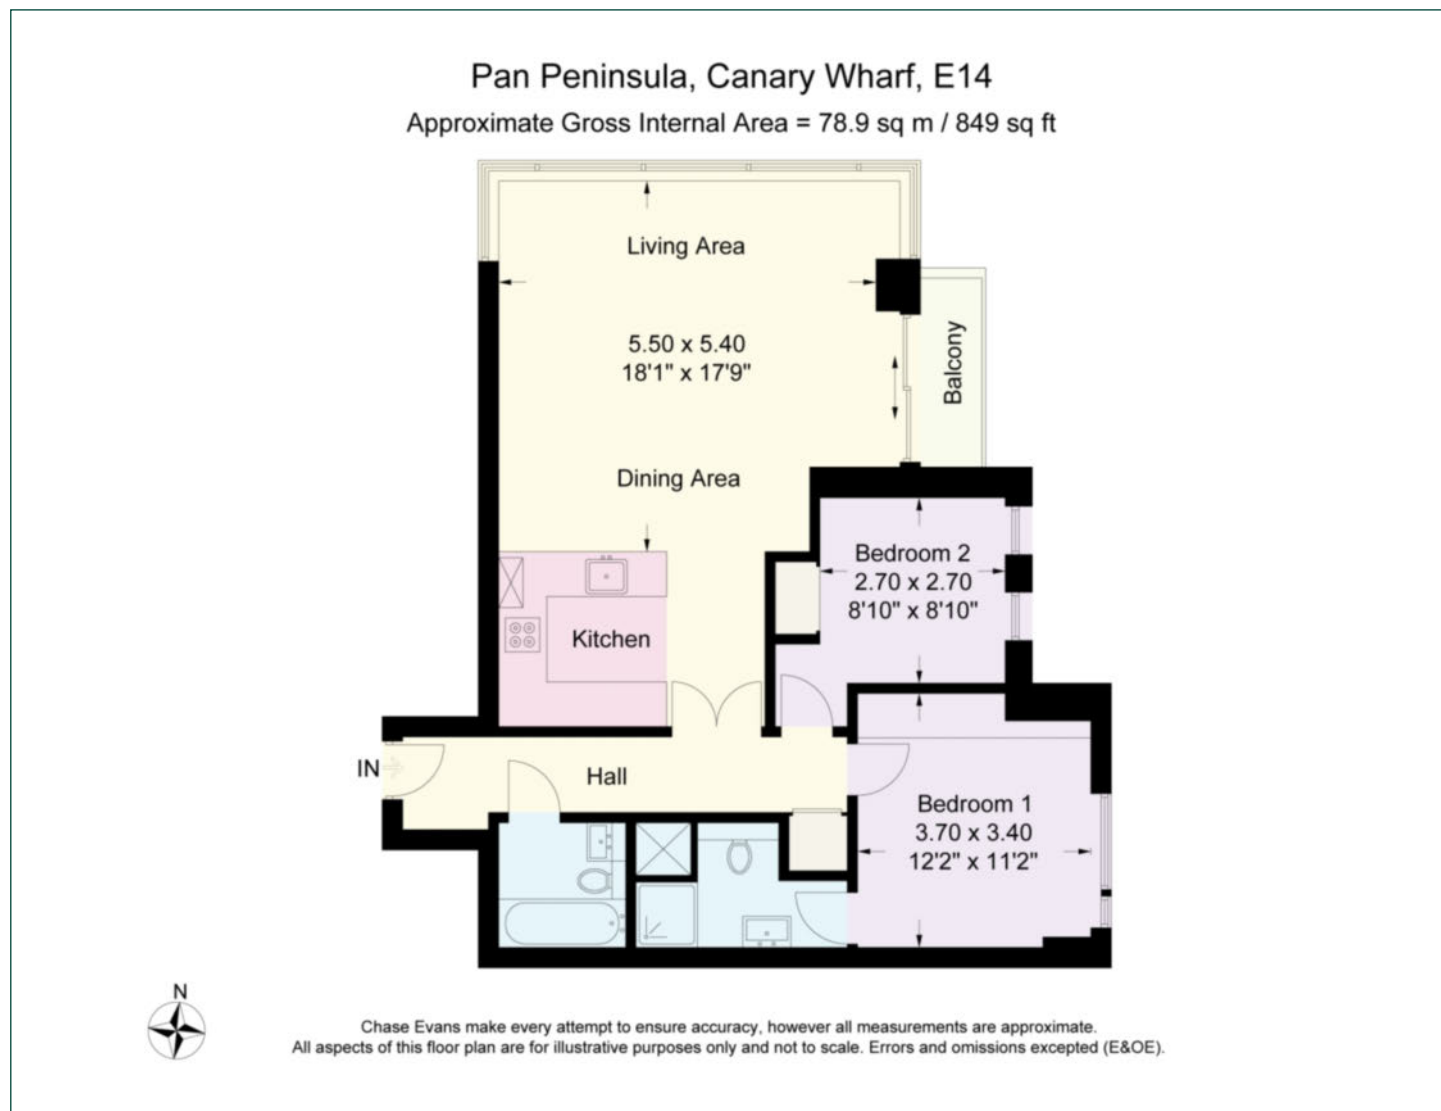 Pan Peninsula, Canary Wharf, E14
Approximate Gross Internal Area = 78.9 sq m / 849 sq ft
Living Area
5.50 x 5.40
18'1" x 17'9"
Balcony
Dining Area
Bedroom 2
2.70 x 2.70
8'10" x 8'10"
Kitchen
IN
Hall
Bedroom 1
3.70 x 3.40
12'2" x 11'2"
N
Chase Evans make every attempt to ensure accuracy, however all measurements are approximate.
All aspects of this floor plan are for illustrative purposes only and not to scale. Errors and omissions excepted (E&OE).